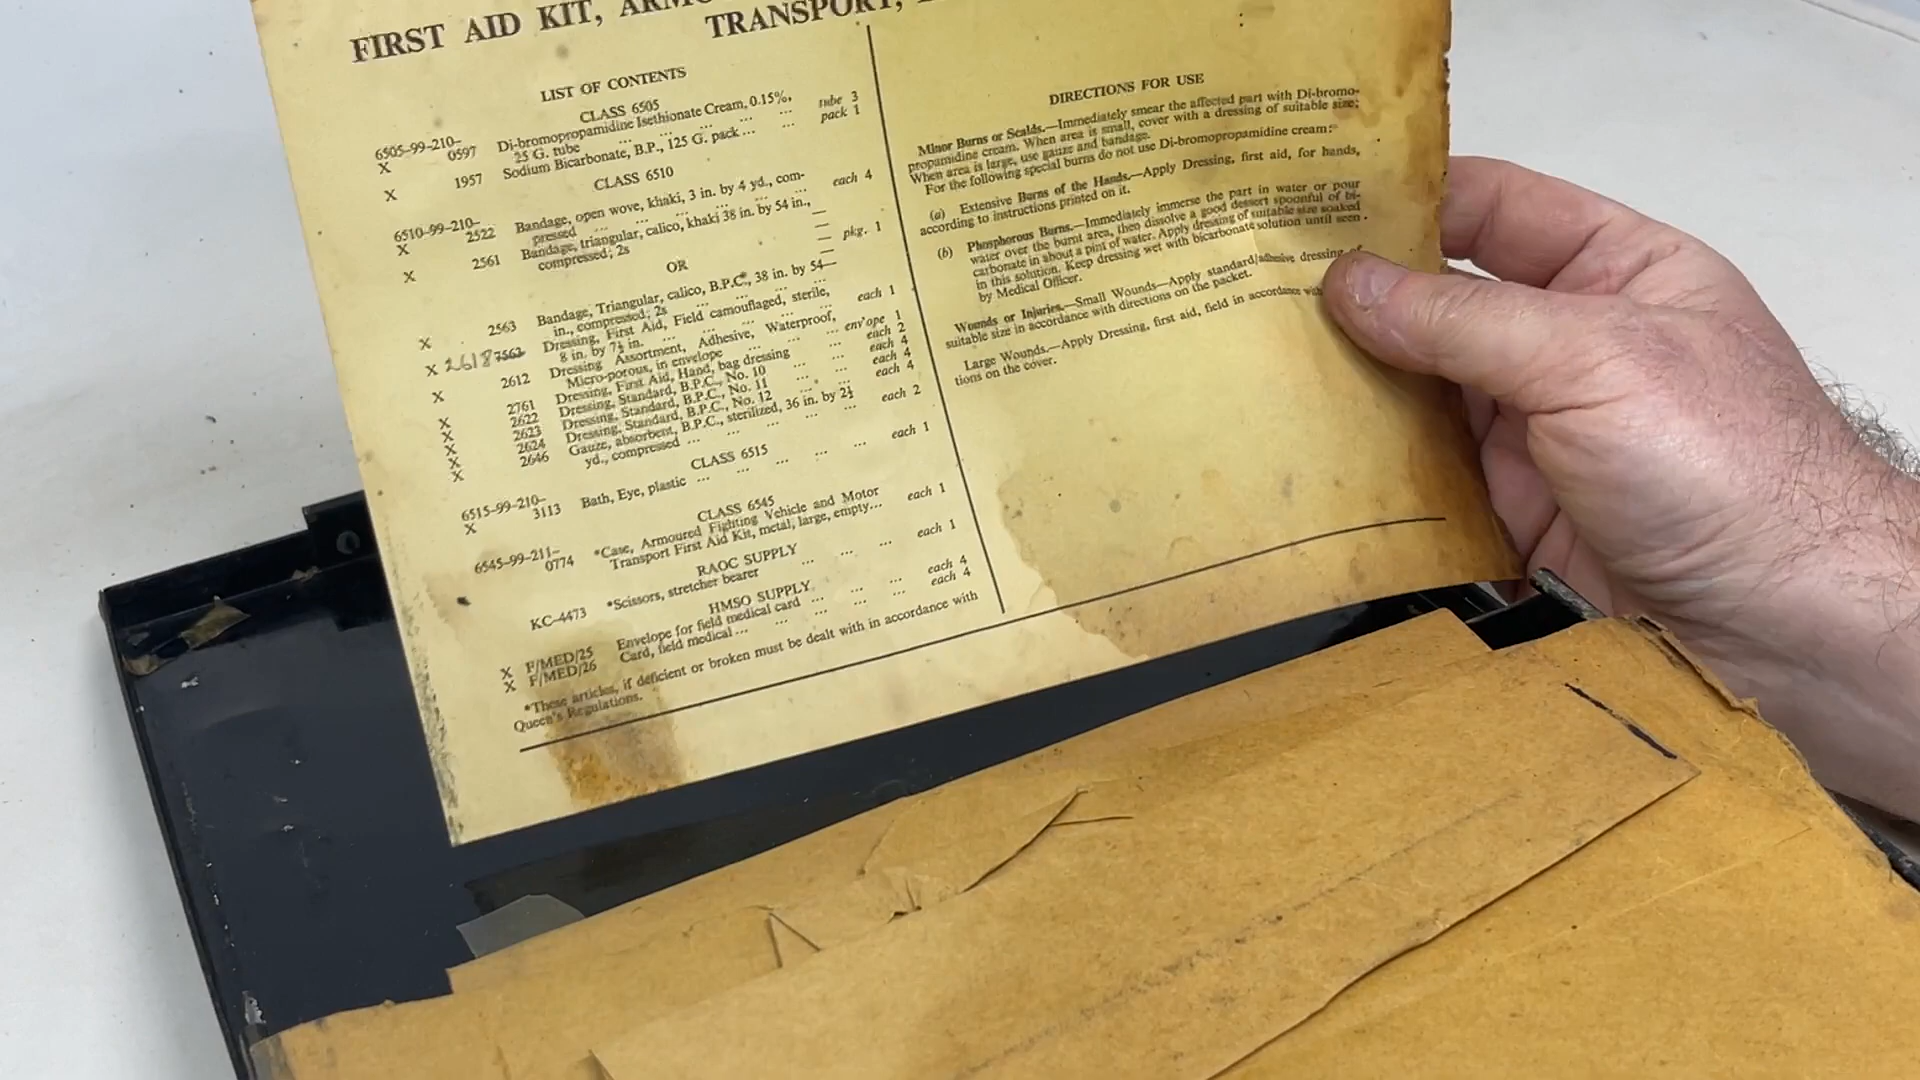 FIRST AID KIT,
TRANSPORT,
LIST OF CONTENTS
CLASS 6505
6505-99-210-
X 0597 Di-bromopropamidine Isethionate Cream, 0.15%,
25 G. tube ... ... ... ... tube 3
X 1957 Sodium Bicarbonate, B.P., 125 G. pack ... ... pack 1
CLASS 6510
6510-99-210-
X 2522 Bandage, open wove, khaki, 3 in. by 4 yd., com-
pressed ... ... ... ... ... each 4
X 2561 Bandage, triangular, calico, khaki 38 in. by 54 in.,
compressed; 2s
pkg. 1
OR
X 2563 Bandage, Triangular, calico, B.P.C., 38 in. by 54—
in., compressed; 2s
X 2618 7563 Dressing, First Aid, Field camouflaged, sterile,
8 in. by 7½ in. ... ... ... ... each 1
X 2612 Dressing Assortment, Adhesive, Waterproof,
Micro-porous, in envelope ... env'ope 1
X 2761 Dressing, First Aid, Hand, bag dressing each 2
X 2622 Dressing, Standard, B.P.C., No. 10 ... each 4
X 2623 Dressing, Standard, B.P.C., No. 11 ... each 4
X 2624 Dressing, Standard, B.P.C., No. 12 ... each 4
X 2646 Gauze, absorbent, B.P.C., sterilized, 36 in. by 2½
yd., compressed ... ... ... ... each 2
CLASS 6515
6515-99-210-
X 3113 Bath, Eye, plastic ... ... ... ... each 1
CLASS 6545
6545-99-211-
0774 *Case, Armoured Fighting Vehicle and Motor
Transport First Aid Kit, metal, large, empty... each 1
RAOC SUPPLY
KC-4473 *Scissors, stretcher bearer ... ... ... each 1
HMSO SUPPLY
X F/MED/25 Envelope for field medical card ... ... each 4
X F/MED/26 Card, field medical ... ... ... ... each 4
*These articles, if deficient or broken must be dealt with in accordance with
Queen's Regulations.
DIRECTIONS FOR USE
Minor Burns or Scalds.—Immediately smear the affected part with Di-bromo-
propamidine cream. When area is small, cover with a dressing of suitable size;
When area is large, use gauze and bandage.
For the following special burns do not use Di-bromopropamidine cream:-
(a) Extensive Burns of the Hands.—Apply Dressing, first aid, for hands,
according to instructions printed on it.
(b) Phosphorous Burns.—Immediately immerse the part in water or pour
water over the burnt area, then dissolve a good dessert spoonful of bi-
carbonate in about a pint of water. Apply dressing of suitable size soaked
in this solution. Keep dressing wet with bicarbonate solution until seen
by Medical Officer.
Wounds or Injuries.—Small Wounds—Apply standard/adhesive dressing of
suitable size in accordance with directions on the packet.
Large Wounds.—Apply Dressing, first aid, field in accordance with
tions on the cover.